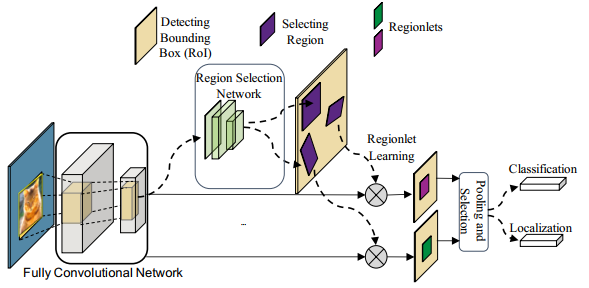 Detecting
Bounding
Box (RoI)
Selecting
Region
Regionlets
Region Selection
Network
Regionlet
Learning
Pooling and
Selection
Classification
Localization
...
Fully Convolutional Network